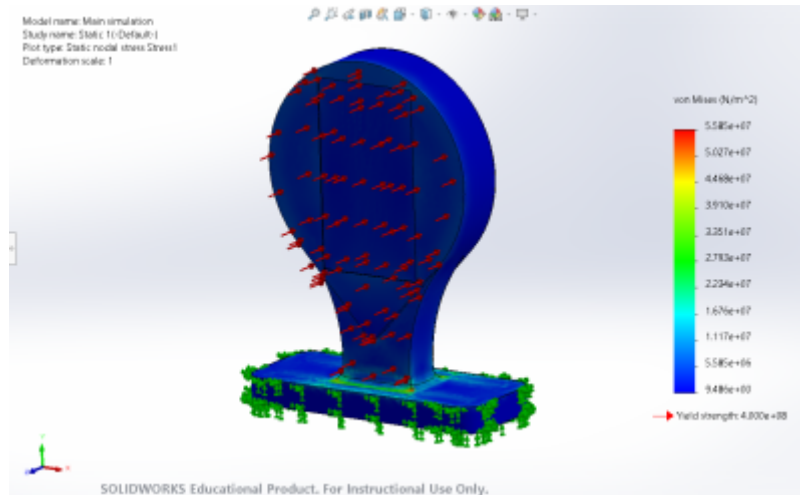 Model name: Main simulation
Study name: Static 1(-Default-)
Plot type: Static nodal stress Stress1
Deformation scale: 1
von Mises (N/m^2)
5.585e+07
5.027e+07
4.468e+07
3.910e+07
3.351e+07
2.793e+07
2.234e+07
1.676e+07
1.117e+07
5.585e+06
9.486e+00
Yield strength: 4.000e+08
SOLIDWORKS Educational Product. For Instructional Use Only.